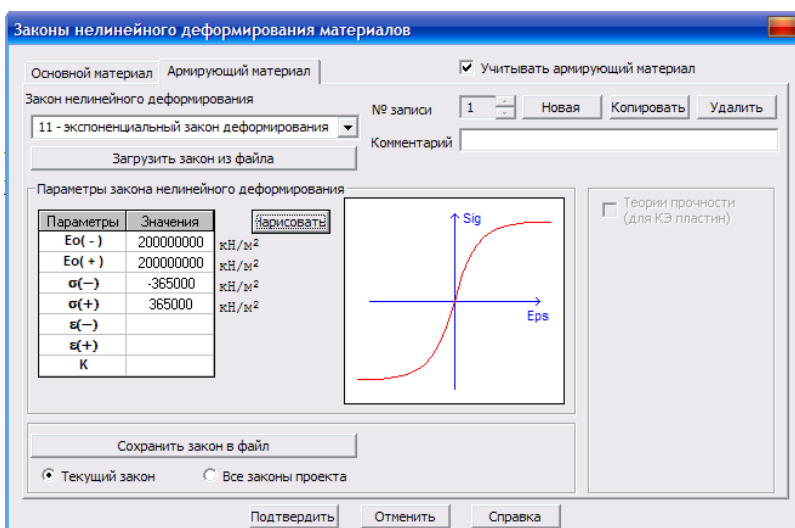 Законы нелинейного деформирования материалов
Основной материал Армирующий материал
Учитывать армирующий материал
Закон нелинейного деформирования
11 - экспоненциальный закон деформирования
Загрузить закон из файла
№ записи 1 Новая Копировать Удалить
Комментарий
Параметры закона нелинейного деформирования
Параметры Значения
Eo( - ) 200000000 кН/м²
Eo( + ) 200000000 кН/м²
σ(−) -365000 кН/м²
σ(+) 365000 кН/м²
ε(−)
ε(+)
K
Нарисовать
Sig
Eps
Теории прочности
(для КЭ пластин)
Сохранить закон в файл
Текущий закон Все законы проекта
Подтвердить Отменить Справка